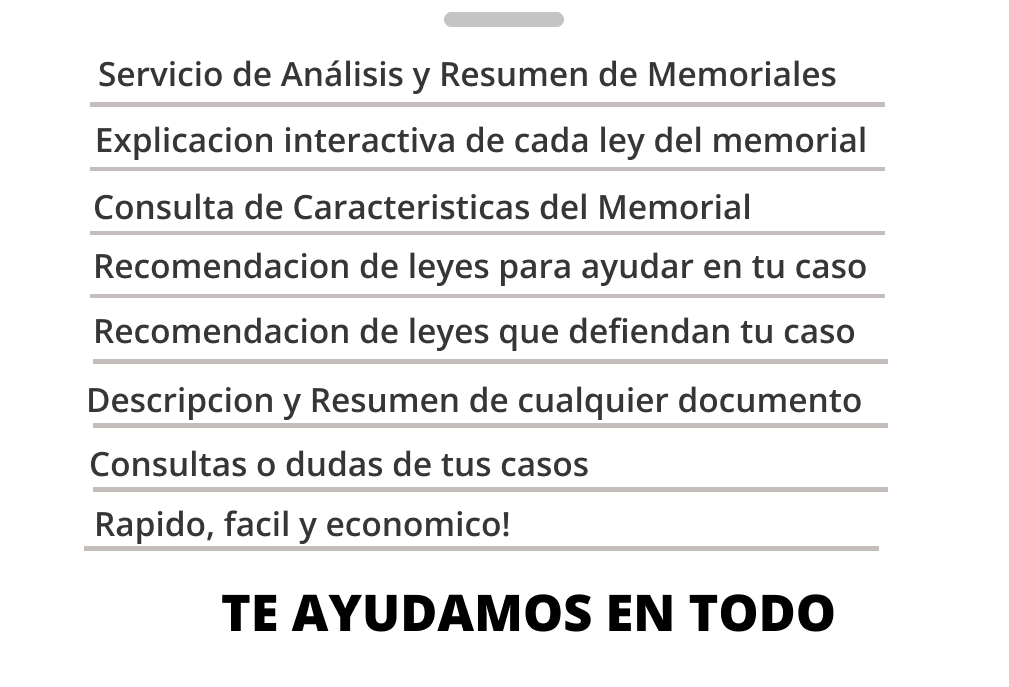 Servicio de Análisis y Resumen de Memoriales
Explicacion interactiva de cada ley del memorial
Consulta de Caracteristicas del Memorial
Recomendacion de leyes para ayudar en tu caso
Recomendacion de leyes que defiendan tu caso
Descripcion y Resumen de cualquier documento
Consultas o dudas de tus casos
Rapido, facil y economico!
TE AYUDAMOS EN TODO